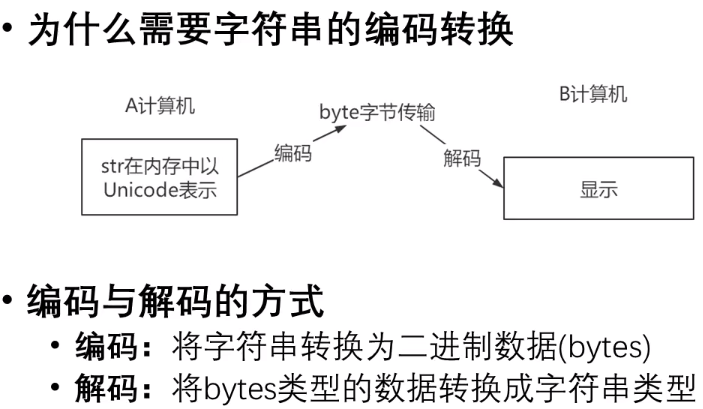 • 为什么需要字符串的编码转换
A计算机
byte字节传输
B计算机
编码
解码
str在内存中以
Unicode表示
显示
• 编码与解码的方式
• 编码：将字符串转换为二进制数据(bytes)
• 解码：将bytes类型的数据转换成字符串类型